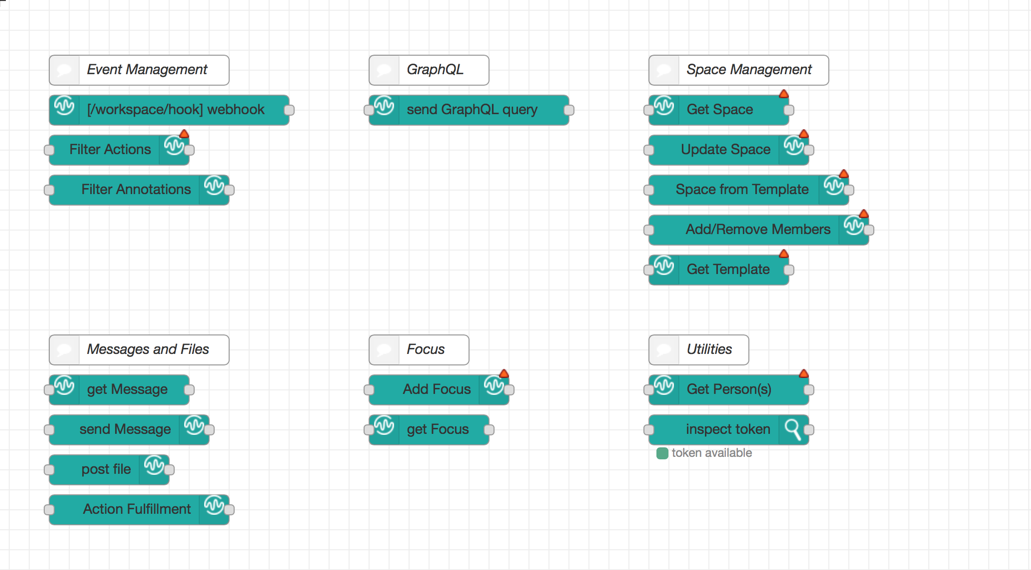 Event Management
[/workspace/hook] webhook
Filter Actions
Filter Annotations
GraphQL
send GraphQL query
Space Management
Get Space
Update Space
Space from Template
Add/Remove Members
Get Template
Messages and Files
get Message
send Message
post file
Action Fulfillment
Focus
Add Focus
get Focus
Utilities
Get Person(s)
inspect token
token available